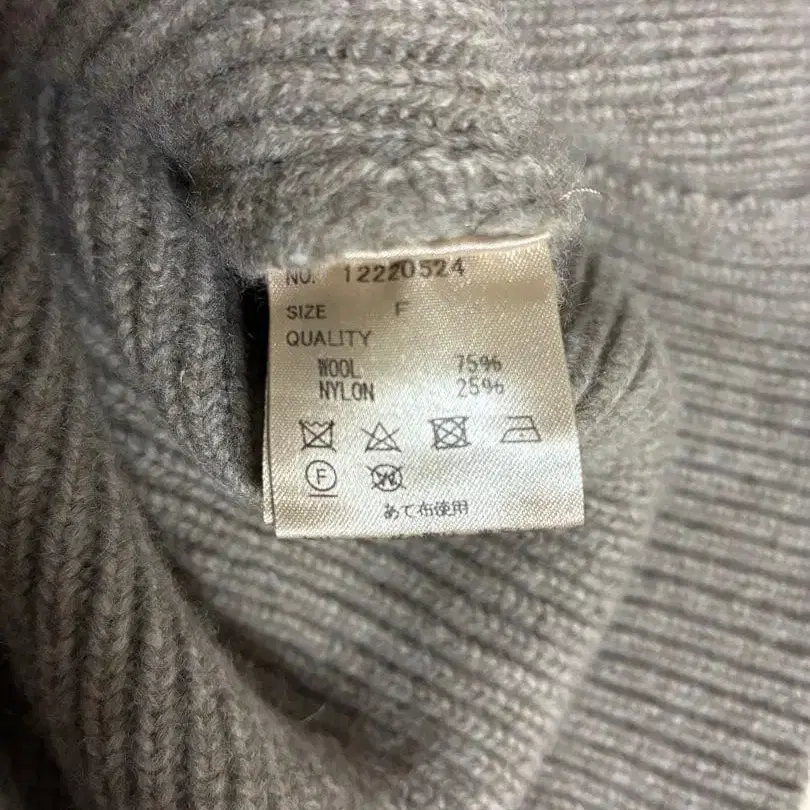 NO. 12220524
SIZE F
QUALITY
WOOL 75%
NYLON 25%
F W
あて布使用